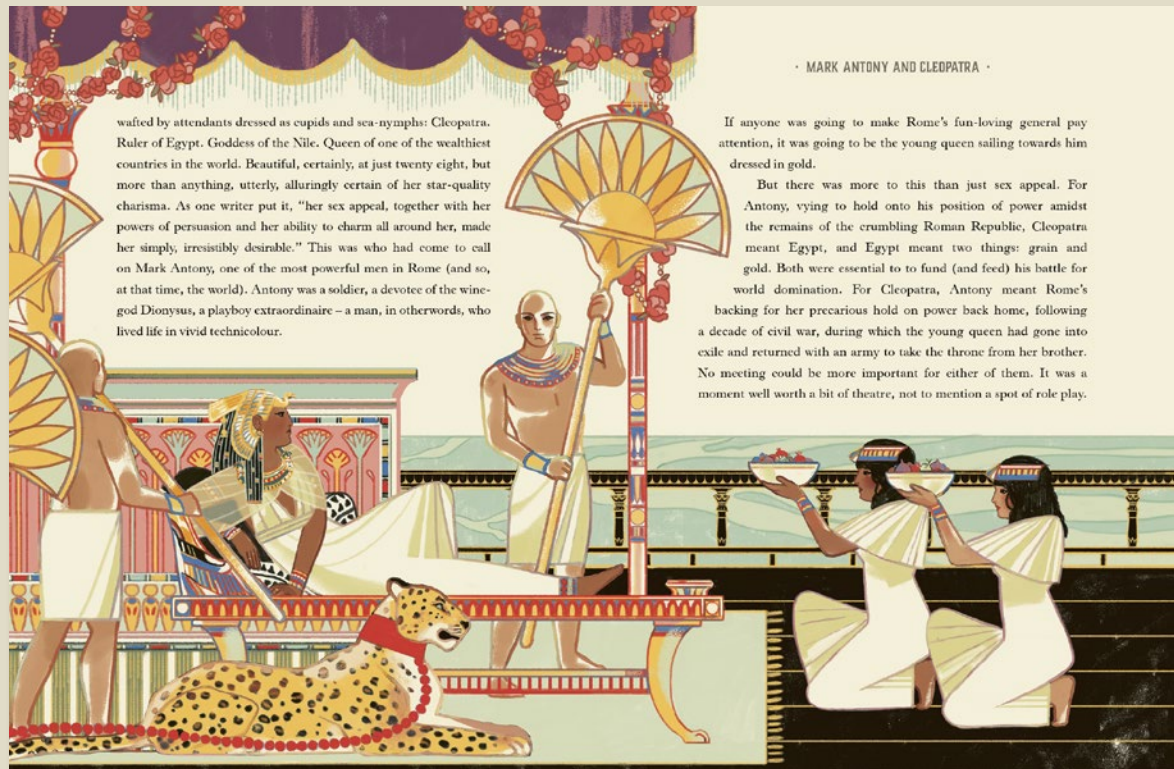 wafted by attendants dressed as cupids and sea-nymphs: Cleopatra.
Ruler of Egypt. Goddess of the Nile. Queen of one of the wealthiest
countries in the world. Beautiful, certainly, at just twenty eight, but
more than anything, utterly, alluringly certain of her star-quality
charisma. As one writer put it, “her sex appeal, together with her
powers of persuasion and her ability to charm all around her, made
her simply, irresistibly desirable.” This was who had come to call
on Mark Antony, one of the most powerful men in Rome (and so,
at that time, the world). Antony was a soldier, a devotee of the wine-
god Dionysus, a playboy extraordinaire – a man, in otherwords, who
lived life in vivid technicolour.
· MARK ANTONY AND CLEOPATRA ·
If anyone was going to make Rome’s fun-loving general pay
attention, it was going to be the young queen sailing towards him
dressed in gold.
But there was more to this than just sex appeal. For
Antony, vying to hold onto his position of power amidst
the remains of the crumbling Roman Republic, Cleopatra
meant Egypt, and Egypt meant two things: grain and
gold. Both were essential to to fund (and feed) his battle for
world domination. For Cleopatra, Antony meant Rome’s
backing for her precarious hold on power back home, following
a decade of civil war, during which the young queen had gone into
exile and returned with an army to take the throne from her brother.
No meeting could be more important for either of them. It was a
moment well worth a bit of theatre, not to mention a spot of role play.